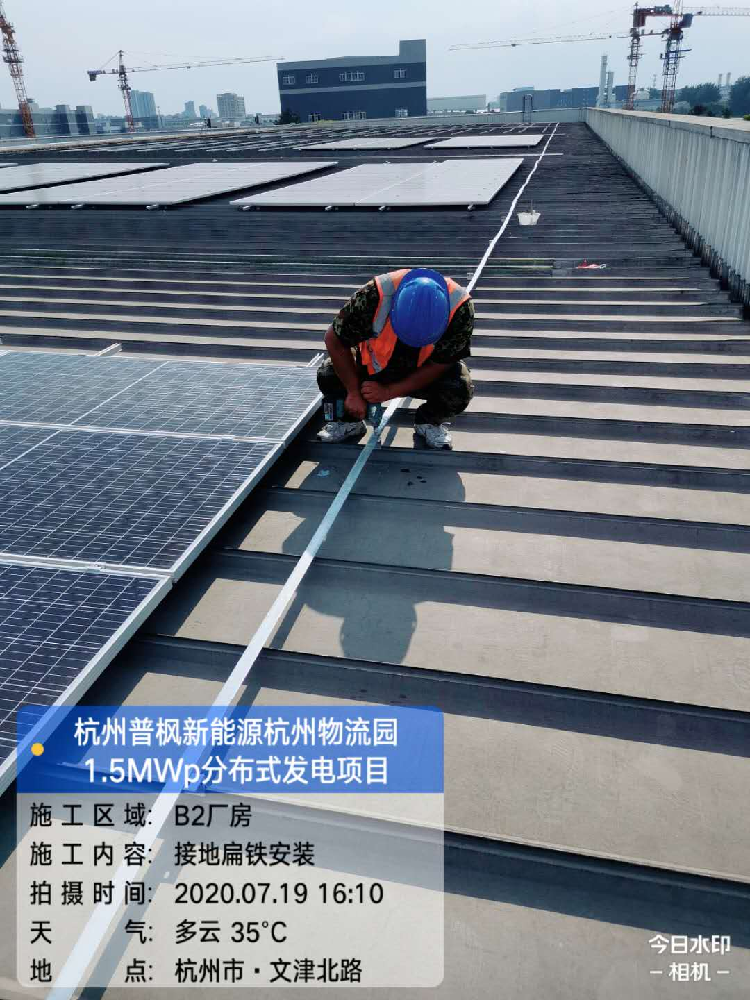 杭州普枫新能源杭州物流园
1.5MWp分布式发电项目
施工区域: B2厂房
施工内容: 接地扁铁安装
拍摄时间: 2020.07.19 16:10
天气: 多云 35°C
地点: 杭州市·文津北路
今日水印
-相机-